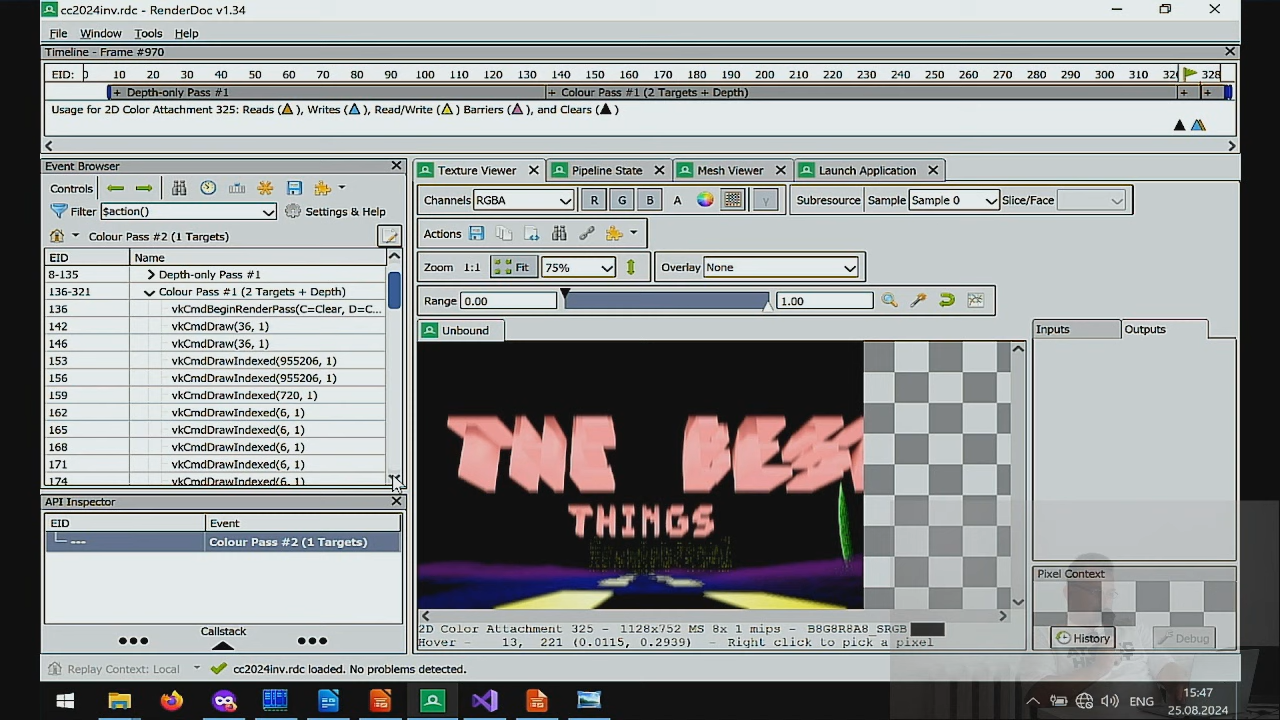 cc2024inv.rdc - RenderDoc v1.34
File Window Tools Help
Timeline - Frame #970
EID: 0 10 20 30 40 50 60 70 80 90 100 110 120 130 140 150 160 170 180 190 200 210 220 230 240 250 260 270 280 290 300 310 328
+ Depth-only Pass #1 + Colour Pass #1 (2 Targets + Depth) + +
Usage for 2D Color Attachment 325: Reads ( ), Writes ( ), Read/Write ( ) Barriers ( ), and Clears ( )
Event Browser
Controls
Filter $action() Settings & Help
Colour Pass #2 (1 Targets)
EID Name
8-135 Depth-only Pass #1
136-321 Colour Pass #1 (2 Targets + Depth)
136 vkCmdBeginRenderPass(C=Clear, D=C...
142 vkCmdDraw(36, 1)
146 vkCmdDraw(36, 1)
153 vkCmdDrawIndexed(955206, 1)
156 vkCmdDrawIndexed(955206, 1)
159 vkCmdDrawIndexed(720, 1)
162 vkCmdDrawIndexed(6, 1)
165 vkCmdDrawIndexed(6, 1)
168 vkCmdDrawIndexed(6, 1)
171 vkCmdDrawIndexed(6, 1)
174 vkCmdDrawIndexed(6, 1)
API Inspector
EID Event
--- Colour Pass #2 (1 Targets)
Callstack
Texture Viewer Pipeline State Mesh Viewer Launch Application
Channels RGBA R G B A γ Subresource Sample Sample 0 Slice/Face
Actions
Zoom 1:1 Fit 75% Overlay None
Range 0.00 1.00
Unbound
Inputs Outputs
THE BES
THINGS
Pixel Context
History Debug
2D Color Attachment 325 - 1128x752 MS 8x 1 mips - B8G8R8A8_SRGB
Hover - 13, 221 (0.0115, 0.2939) - Right click to pick a pixel
Replay Context: Local cc2024inv.rdc loaded. No problems detected.
ENG
15:47
25.08.2024